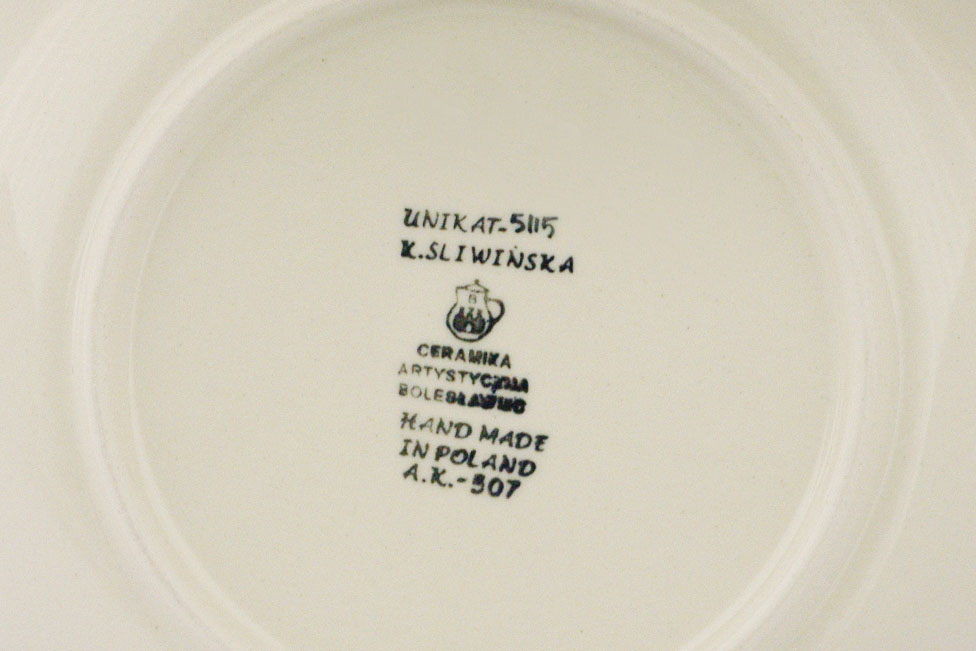 UNIKAT-5115
K.SLIWIŃSKA
B
CERAMIKA
ARTYSTYCZNA
BOLESŁAWIEC
HAND MADE
IN POLAND
A.K.-507